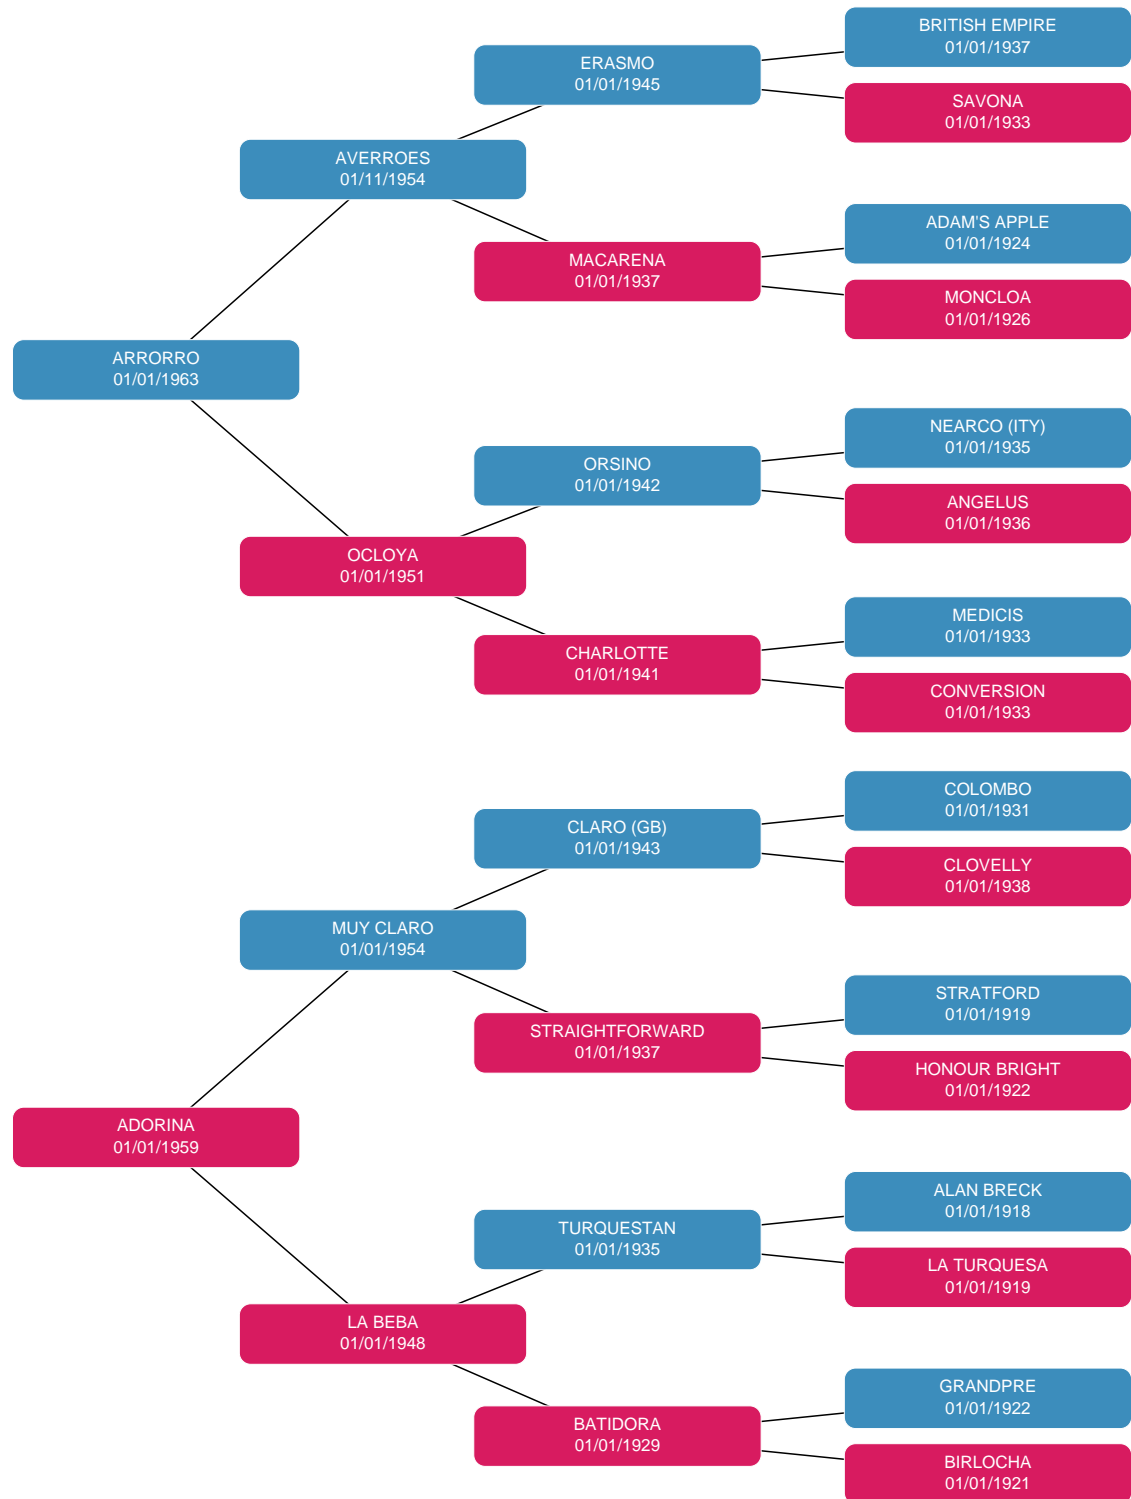 BRITISH EMPIRE
01/01/1937
ERASMO
01/01/1945
SAVONA
01/01/1933
AVERROES
01/11/1954
ADAM'S APPLE
01/01/1924
MACARENA
01/01/1937
MONCLOA
01/01/1926
ARRORRO
01/01/1963
NEARCO (ITY)
01/01/1935
ORSINO
01/01/1942
ANGELUS
01/01/1936
OCLOYA
01/01/1951
MEDICIS
01/01/1933
CHARLOTTE
01/01/1941
CONVERSION
01/01/1933
COLOMBO
01/01/1931
CLARO (GB)
01/01/1943
CLOVELLY
01/01/1938
MUY CLARO
01/01/1954
STRATFORD
01/01/1919
STRAIGHTFORWARD
01/01/1937
HONOUR BRIGHT
01/01/1922
ADORINA
01/01/1959
ALAN BRECK
01/01/1918
TURQUESTAN
01/01/1935
LA TURQUESA
01/01/1919
LA BEBA
01/01/1948
GRANDPRE
01/01/1922
BATIDORA
01/01/1929
BIRLOCHA
01/01/1921